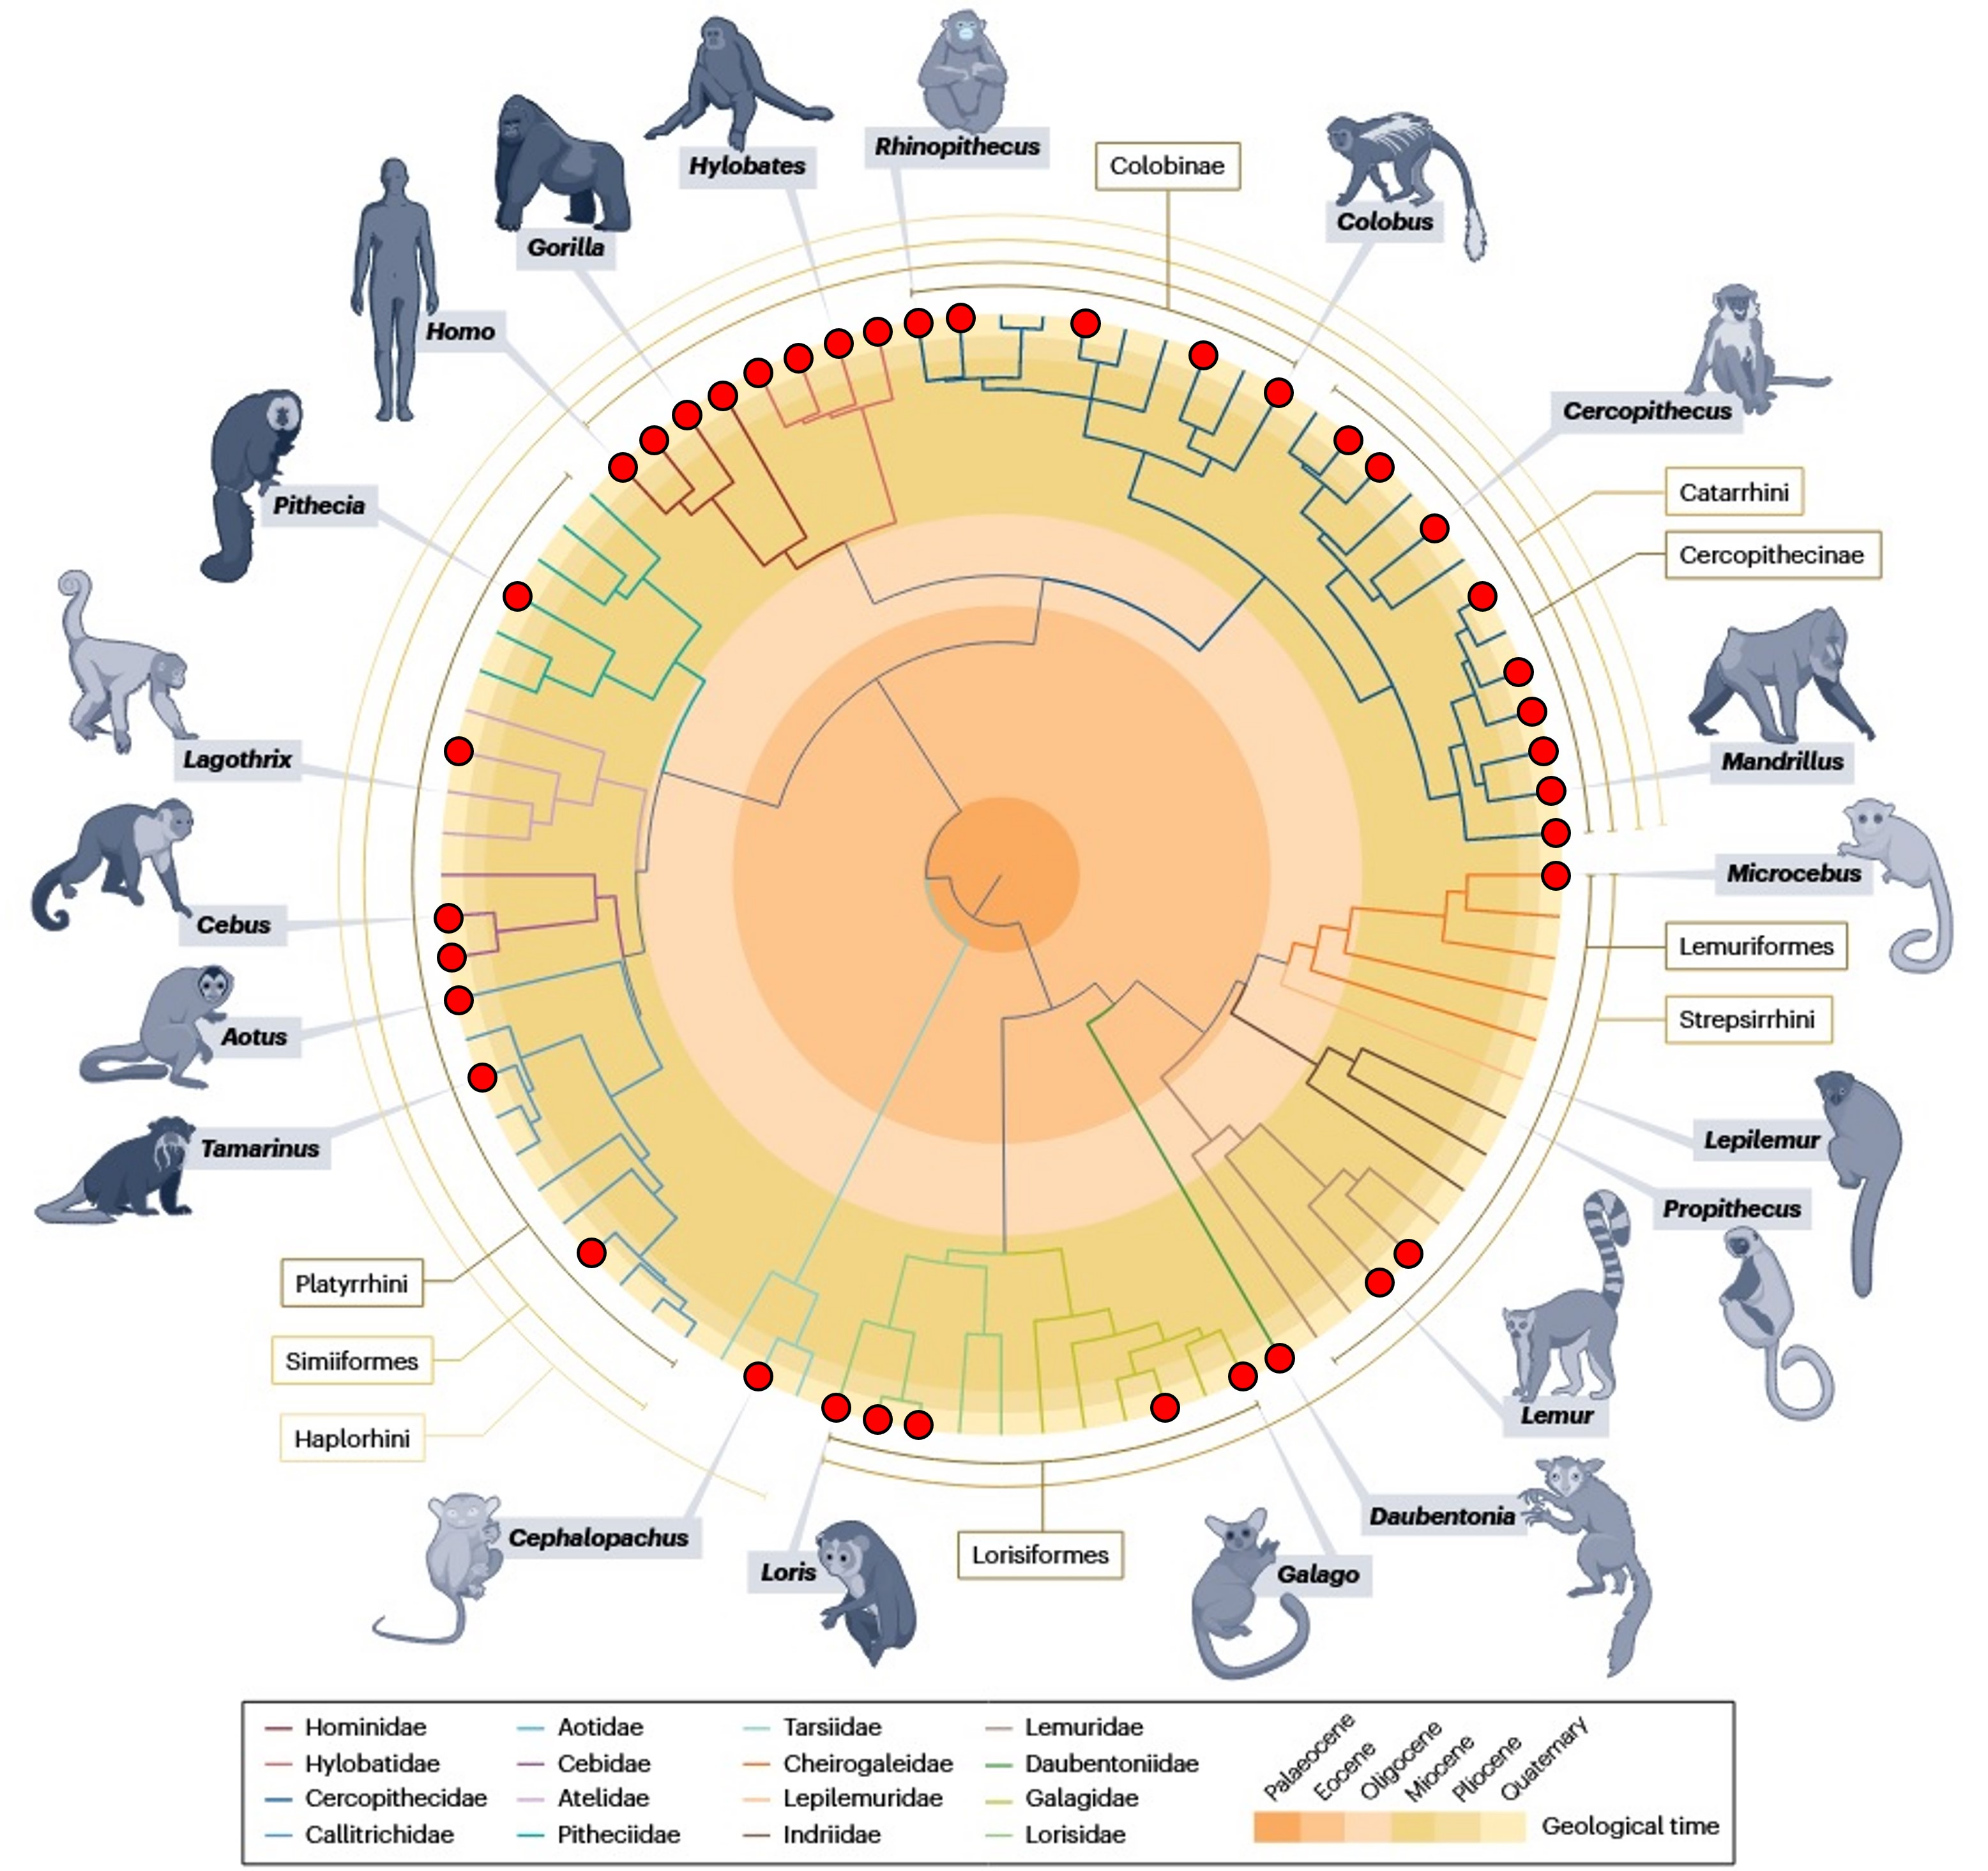 Rhinopithecus
Hylobates
Colobinae
Colobus
Gorilla
Homo
Cercopithecus
Catarrhini
Pithecia
Cercopithecinae
Lagothrix
Mandrillus
Microcebus
Cebus
Lemuriformes
Strepsirrhini
Aotus
Lepilemur
Tamarinus
Propithecus
Platyrrhini
Simiiformes
Haplorhini
Lemur
Daubentonia
Cephalopachus
Lorisiformes
Loris
Galago
Hominidae
Hylobatidae
Cercopithecidae
Callitrichidae
Aotidae
Cebidae
Atelidae
Pitheciidae
Tarsiidae
Cheirogaleidae
Lepilemuridae
Indriidae
Lemuridae
Daubentoniidae
Galagidae
Lorisidae
Palaeocene
Eocene
Oligocene
Miocene
Pliocene
Quaternary
Geological time